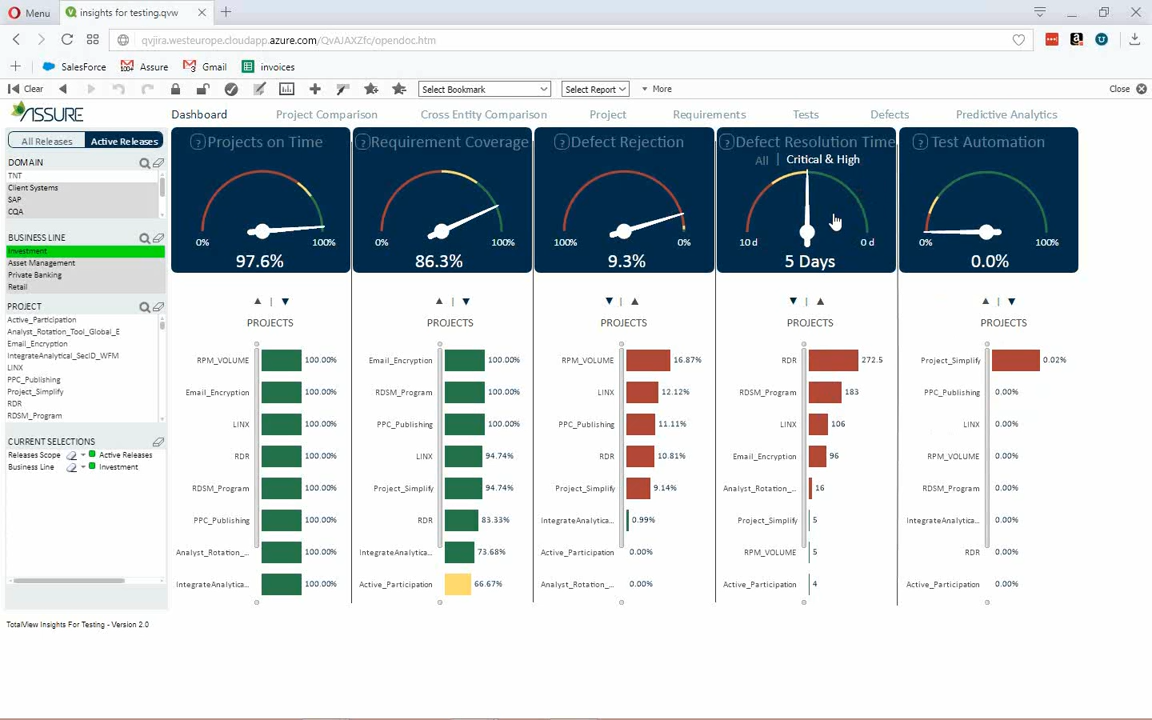 Menu
insights for testing.qvw
qvjira.westeurope.cloudapp.azure.com/QvAJAXZfc/opendoc.htm
SalesForce
Assure
Gmail
invoices
Clear
Select Bookmark
Select Report
More
Close
ASSURE
Dashboard
Project Comparison
Cross Entity Comparison
Project
Requirements
Tests
Defects
Predictive Analytics
All Releases
Active Releases
DOMAIN
TNT
Client Systems
SAP
CQA
BUSINESS LINE
Investment
Asset Management
Private Banking
Retail
PROJECT
Active_Participation
Analyst_Rotation_Tool_Global_E
Email_Encryption
IntegrateAnalytical_SecID_WFM
LINX
PPC_Publishing
Project_Simplify
RDR
RDSM_Program
CURRENT SELECTIONS
Releases Scope Active Releases
Business Line Investment
TotalView Insights For Testing - Version 2.0
? Projects on Time
0% 100%
97.6%
PROJECTS
RPM_VOLUME 100.00%
Email_Encryption 100.00%
LINX 100.00%
RDR 100.00%
RDSM_Program 100.00%
PPC_Publishing 100.00%
Analyst_Rotation_... 100.00%
IntegrateAnalytica... 100.00%
? Requirement Coverage
0% 100%
86.3%
PROJECTS
Email_Encryption 100.00%
RDSM_Program 100.00%
PPC_Publishing 100.00%
LINX 94.74%
Project_Simplify 94.74%
RDR 83.33%
IntegrateAnalytica... 73.68%
Active_Participation 66.67%
? Defect Rejection
100% 0%
9.3%
PROJECTS
RPM_VOLUME 16.87%
LINX 12.12%
PPC_Publishing 11.11%
RDR 10.81%
Project_Simplify 9.14%
IntegrateAnalytica... 0.99%
Active_Participation 0.00%
Analyst_Rotation_... 0.00%
? Defect Resolution Time
All | Critical & High
10 d 0 d
5 Days
PROJECTS
RDR 272.5
RDSM_Program 183
LINX 106
Email_Encryption 96
Analyst_Rotation_... 16
Project_Simplify 5
RPM_VOLUME 5
Active_Participation 4
? Test Automation
0% 100%
0.0%
PROJECTS
Project_Simplify 0.02%
PPC_Publishing 0.00%
LINX 0.00%
RPM_VOLUME 0.00%
RDSM_Program 0.00%
IntegrateAnalytica... 0.00%
RDR 0.00%
Active_Participation 0.00%